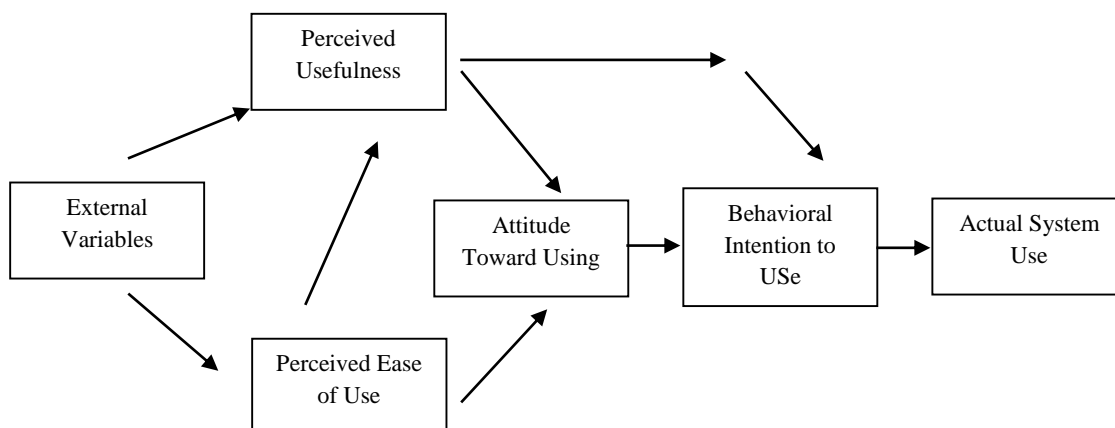 Perceived
Usefulness
External
Variables
Attitude
Toward Using
Behavioral
Intention to
USe
Actual System
Use
Perceived Ease
of Use